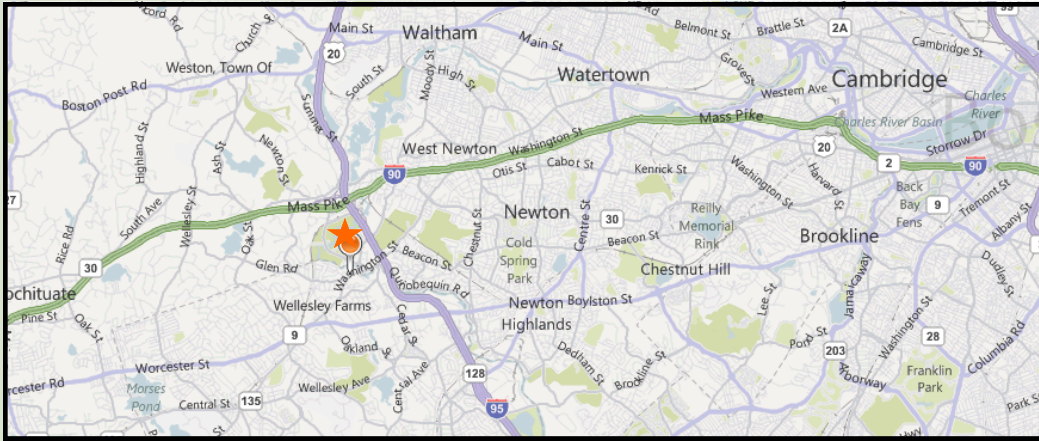 cord Rd
Church St
Main St
20
Waltham
Main St
Belmont St
Brattle St
2A
Cambridge St
Weston, Town Of
South St
Moody St
High St
Watertown
Grove St
Cambridge
Boston Post Rd
Western Ave
Charles
River
Summer St
Mass Pike
Charles River Basin
Highland St
Ash St
Newton St
West Newton
Washington St
20
Storrow Dr
90
Otis St
Cabot St
Kenrick St
Washington St
Harvard St
2
90
27
South Ave
Wellesley St
Mass Pike
Chestnut St
Newton
Centre St
30
Reilly
Memorial
Rink
Back
Bay
Fens
9
Tremont St
Albany St
Rice Rd
Oak St
Beacon St
Cold
Spring
Park
Beacon St
Brookline
30
Glen Rd
Washington St
Quinobequin Rd
Chestnut Hill
Jamaicaway
Dudley St
ochituate
Pine St
Wellesley Farms
Newton
Highlands
Boylston St
Lee St
Oak St
9
Cedar St
Pond St
Washington St
Worcester St
Oakland St
Dedham St
203
28
Columbia Rd
rcester Rd
Morses
Pond
Wellesley Ave
Central Ave
128
Brookline St
Arborway
Franklin
Park
Central St
135
95
Park S
Hwy